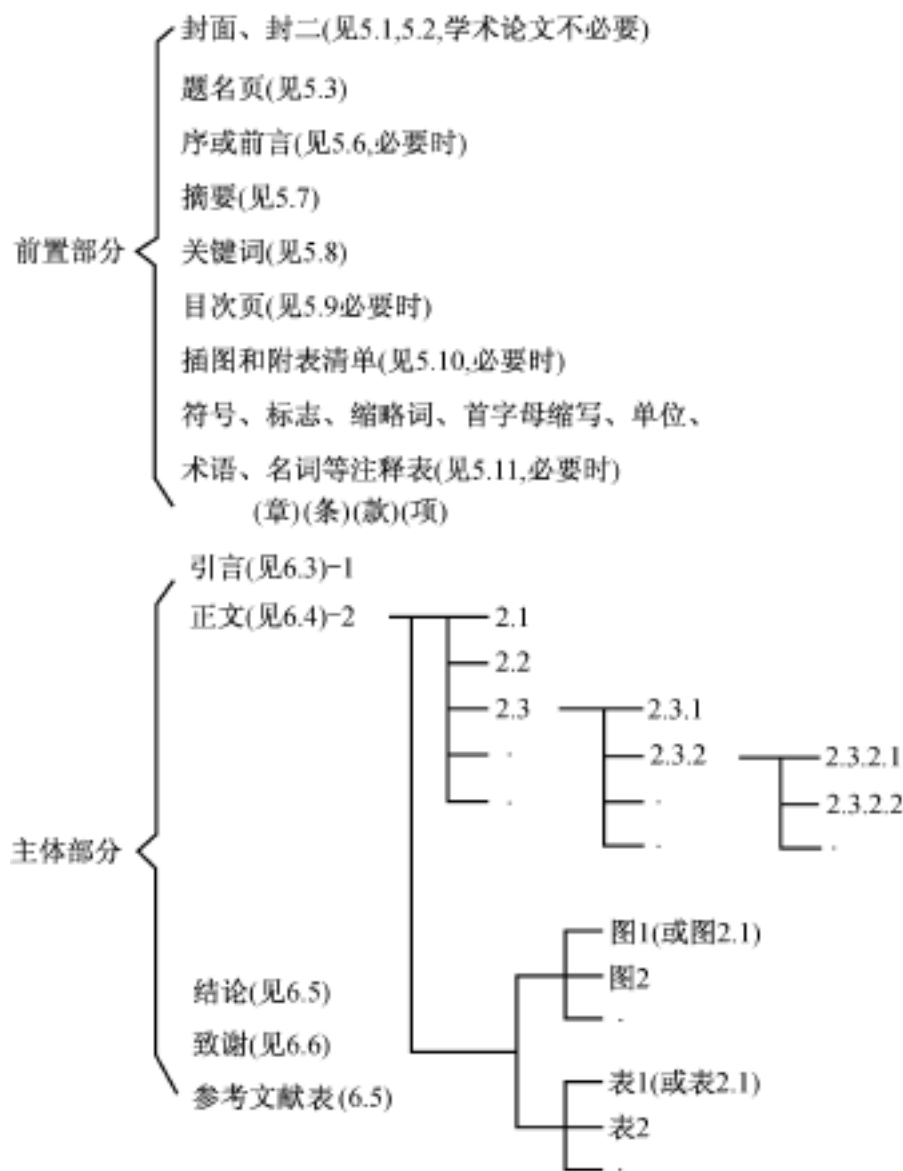 封面、封二(见5.1,5.2,学术论文不必要)
题名页(见5.3)
序或前言(见5.6,必要时)
摘要(见5.7)
前置部分
关键词(见5.8)
目次页(见5.9必要时)
插图和附表清单(见5.10,必要时)
符号、标志、缩略词、首字母缩写、单位、
术语、名词等注释表(见5.11,必要时)
(章)(条)(款)(项)
引言(见6.3)-1
正文(见6.4)-2
2.1
2.2
2.3
2.3.1
2.3.2
2.3.2.1
2.3.2.2
主体部分
图1(或图2.1)
图2
结论(见6.5)
致谢(见6.6)
参考文献表(6.5)
表1(或表2.1)
表2